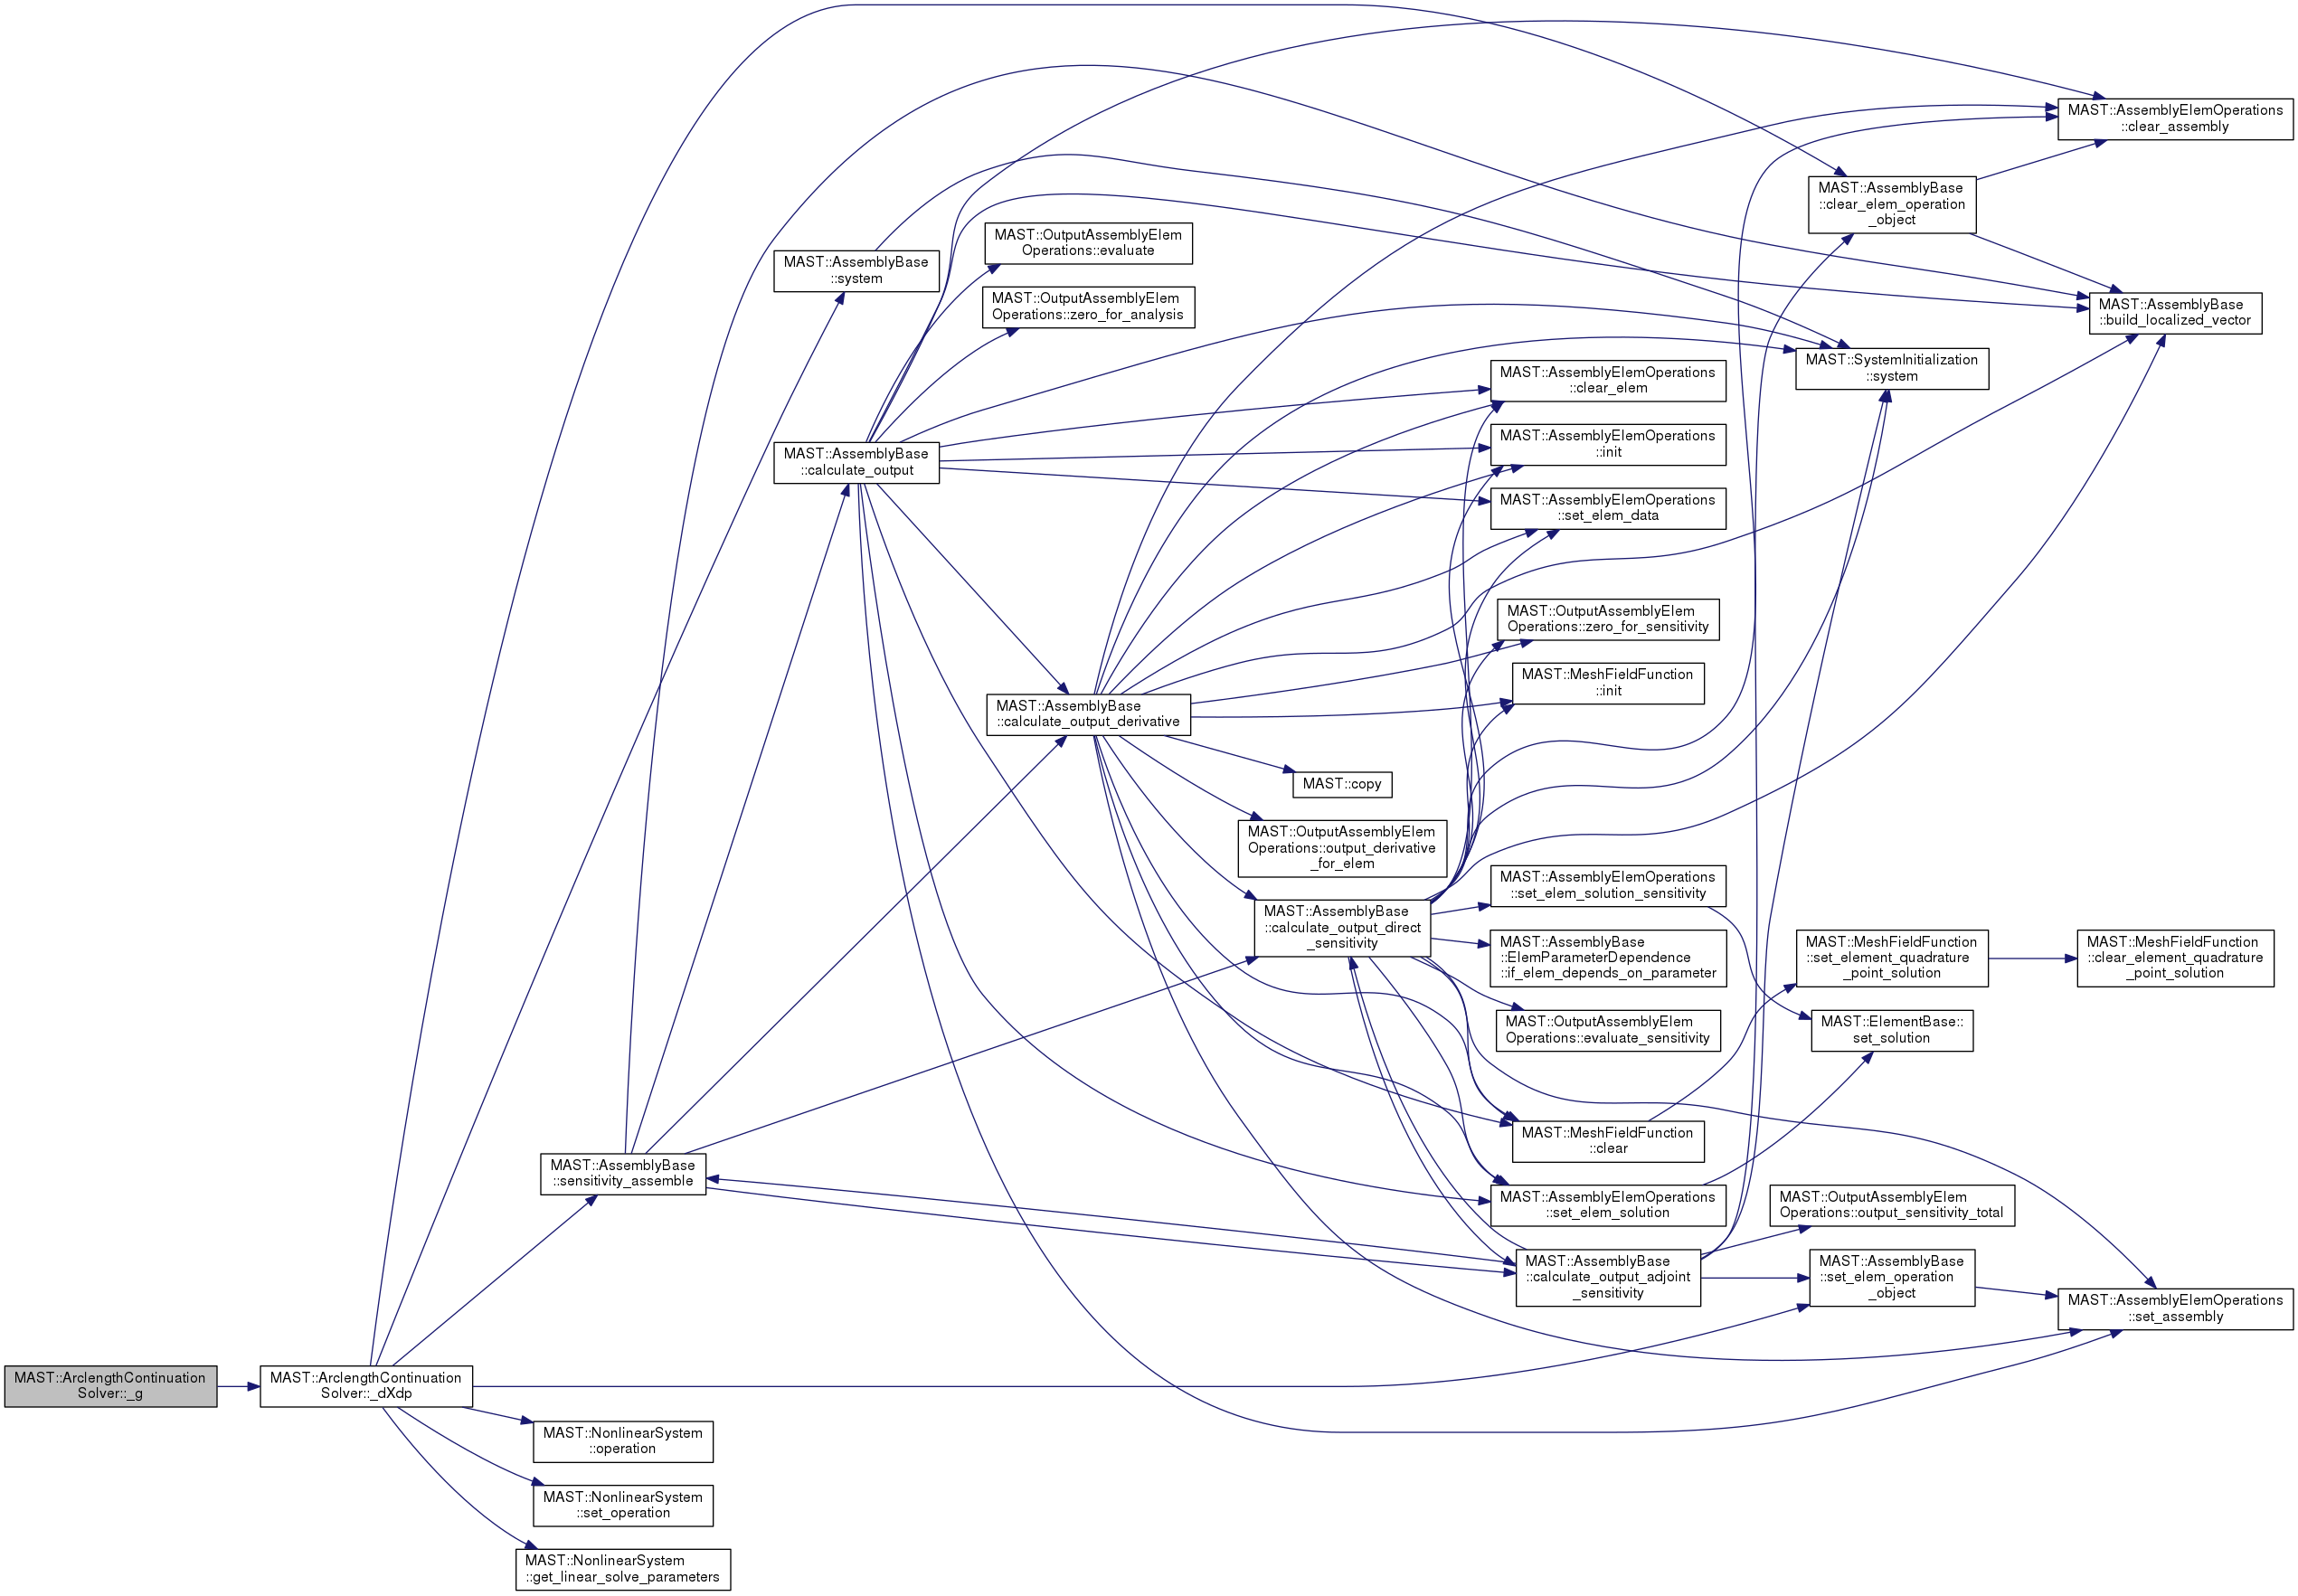 MAST::AssemblyElemOperations
::clear_assembly
MAST::AssemblyBase
::clear_elem_operation
_object
MAST::OutputAssemblyElem
Operations::evaluate
MAST::AssemblyBase
::system
MAST::OutputAssemblyElem
Operations::zero_for_analysis
MAST::AssemblyBase
::build_localized_vector
MAST::SystemInitialization
::system
MAST::AssemblyElemOperations
::clear_elem
MAST::AssemblyElemOperations
::init
MAST::AssemblyBase
::calculate_output
MAST::AssemblyElemOperations
::set_elem_data
MAST::OutputAssemblyElem
Operations::zero_for_sensitivity
MAST::MeshFieldFunction
::init
MAST::AssemblyBase
::calculate_output_derivative
MAST::copy
MAST::OutputAssemblyElem
Operations::output_derivative
_for_elem
MAST::AssemblyElemOperations
::set_elem_solution_sensitivity
MAST::AssemblyBase
::calculate_output_direct
_sensitivity
MAST::AssemblyBase
::ElemParameterDependence
::if_elem_depends_on_parameter
MAST::MeshFieldFunction
::set_element_quadrature
_point_solution
MAST::MeshFieldFunction
::clear_element_quadrature
_point_solution
MAST::OutputAssemblyElem
Operations::evaluate_sensitivity
MAST::ElementBase::
set_solution
MAST::MeshFieldFunction
::clear
MAST::AssemblyBase
::sensitivity_assemble
MAST::AssemblyElemOperations
::set_elem_solution
MAST::OutputAssemblyElem
Operations::output_sensitivity_total
MAST::AssemblyBase
::calculate_output_adjoint
_sensitivity
MAST::AssemblyBase
::set_elem_operation
_object
MAST::AssemblyElemOperations
::set_assembly
MAST::ArclengthContinuation
Solver::_g
MAST::ArclengthContinuation
Solver::_dXdp
MAST::NonlinearSystem
::operation
MAST::NonlinearSystem
::set_operation
MAST::NonlinearSystem
::get_linear_solve_parameters